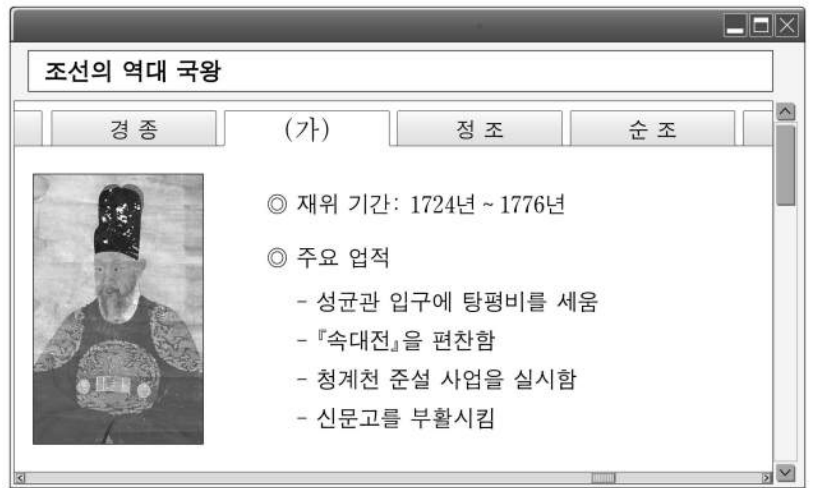 조선의 역대 국왕
경 종
(가)
정 조
순 조
◎ 재위 기간: 1724년 ~ 1776년
◎ 주요 업적
- 성균관 입구에 탕평비를 세움
- 『속대전』을 편찬함
- 청계천 준설 사업을 실시함
- 신문고를 부활시킴